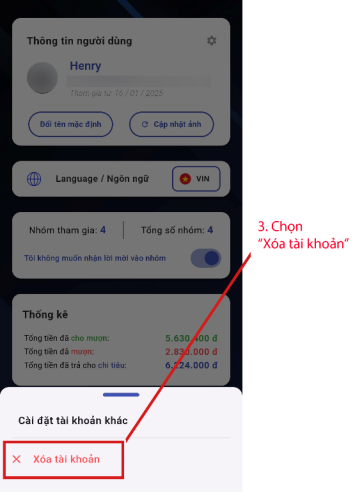 Thông tin người dùng
Henry
Tham gia từ: 16 / 01 / 2025
Đổi tên mặc định
Cập nhật ảnh
Language / Ngôn ngữ
VIN
Nhóm tham gia: 4
Tổng số nhóm: 4
Tôi không muốn nhận lời mời vào nhóm
3. Chọn
"Xóa tài khoản"
Thống kê
Tổng tiền đã cho mượn: 5.630.400 đ
Tổng tiền đã mượn: 2.830.000 đ
Tổng tiền đã trả cho chi tiêu: 6.224.000 đ
Cài đặt tài khoản khác
Xóa tài khoản